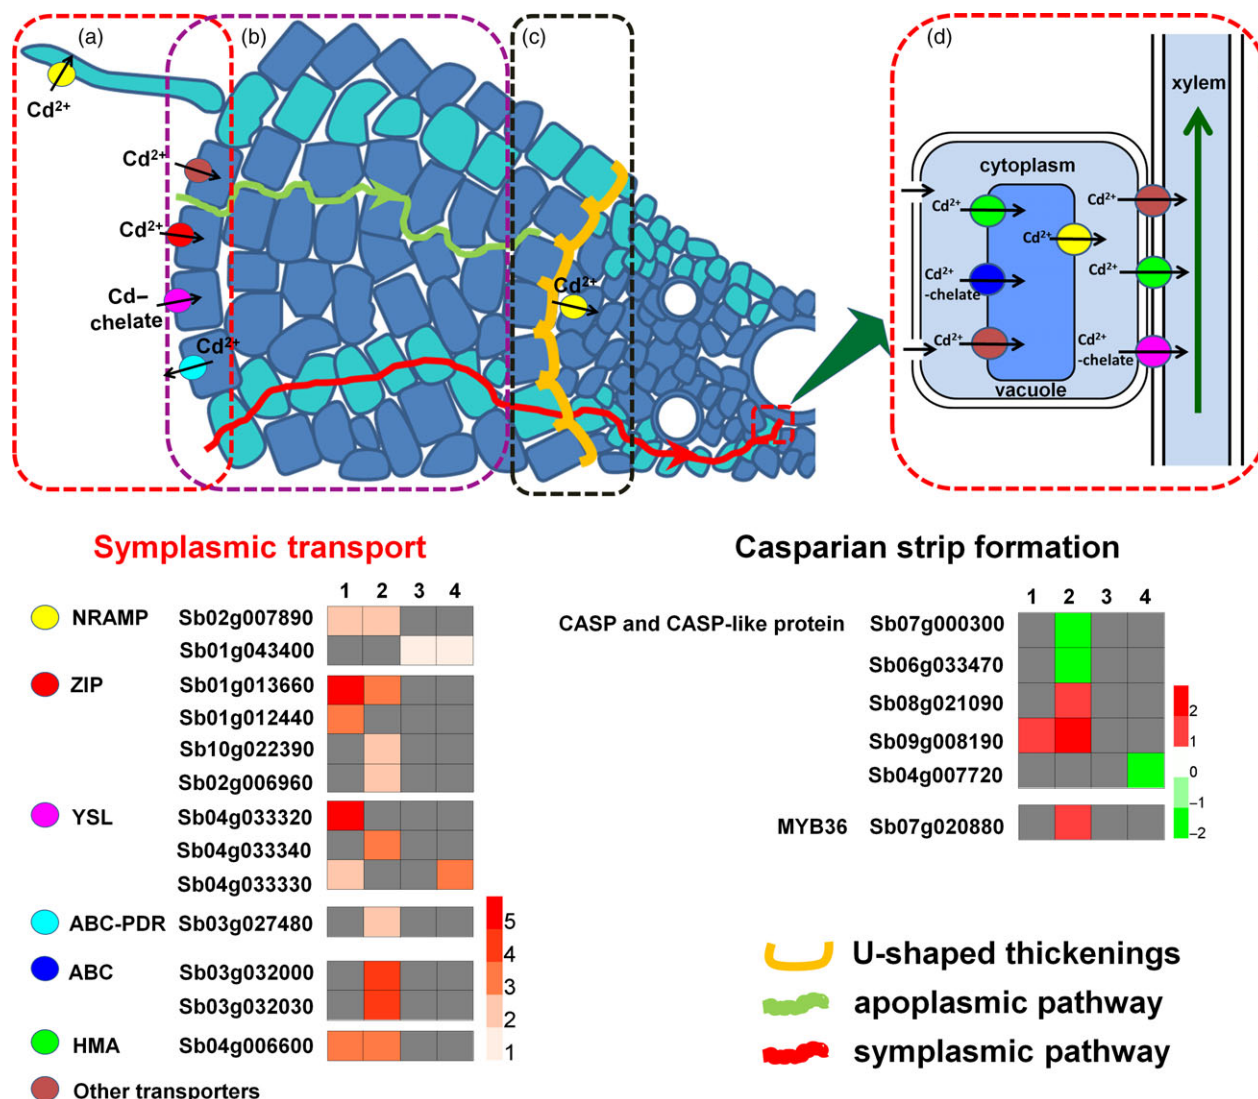 (a)
(b)
(c)
(d)
Cd2+
Cd2+
Cd2+
Cd–
chelate
Cd2+
Cd2+
xylem
cytoplasm
Cd2+
Cd2+
Cd2+
Cd2+
-chelate
Cd2+
Cd2+
Cd2+
-chelate
vacuole
Symplasmic transport
1 2 3 4
NRAMP Sb02g007890
Sb01g043400
ZIP Sb01g013660
Sb01g012440
Sb10g022390
Sb02g006960
YSL Sb04g033320
Sb04g033340
Sb04g033330
ABC-PDR Sb03g027480
ABC Sb03g032000
Sb03g032030
HMA Sb04g006600
Other transporters
5
4
3
2
1
Casparian strip formation
1 2 3 4
CASP and CASP-like protein Sb07g000300
Sb06g033470
Sb08g021090
Sb09g008190
Sb04g007720
MYB36 Sb07g020880
2
1
0
–1
–2
U-shaped thickenings
apoplasmic pathway
symplasmic pathway